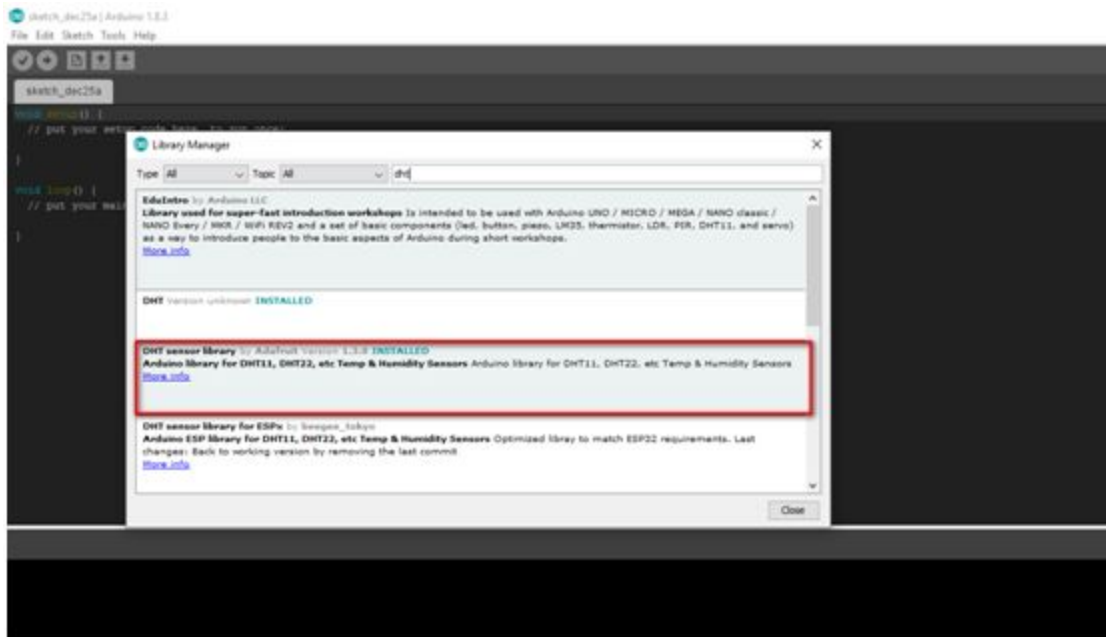 sketch_dec25a | Arduino 1.8.3
File Edit Sketch Tools Help
sketch_dec25a
void setup() {
// put your setup code here, to run once:
}
void loop() {
// put your main
}
Library Manager
Type All Topic All dht
EduIntro by Arduino LLC
Library used for super-fast introduction workshops Is intended to be used with Arduino UNO / MICRO / MEGA / NANO classic /
NANO Every / MKR / WiFi REV2 and a set of basic components (led, button, piezo, LM35, thermistor, LDR, PIR, DHT11, and servo)
as a way to introduce people to the basic aspects of Arduino during short workshops.
More info
DHT Version unknown INSTALLED
DHT sensor library by Adafruit Version 1.3.0 INSTALLED
Arduino library for DHT11, DHT22, etc Temp & Humidity Sensors Arduino library for DHT11, DHT22, etc Temp & Humidity Sensors
More info
DHT sensor library for ESPx by beegee_tokyo
Arduino ESP library for DHT11, DHT22, etc Temp & Humidity Sensors Optimized libray to match ESP32 requirements. Last
changes: Back to working version by removing the last commit
More info
Close